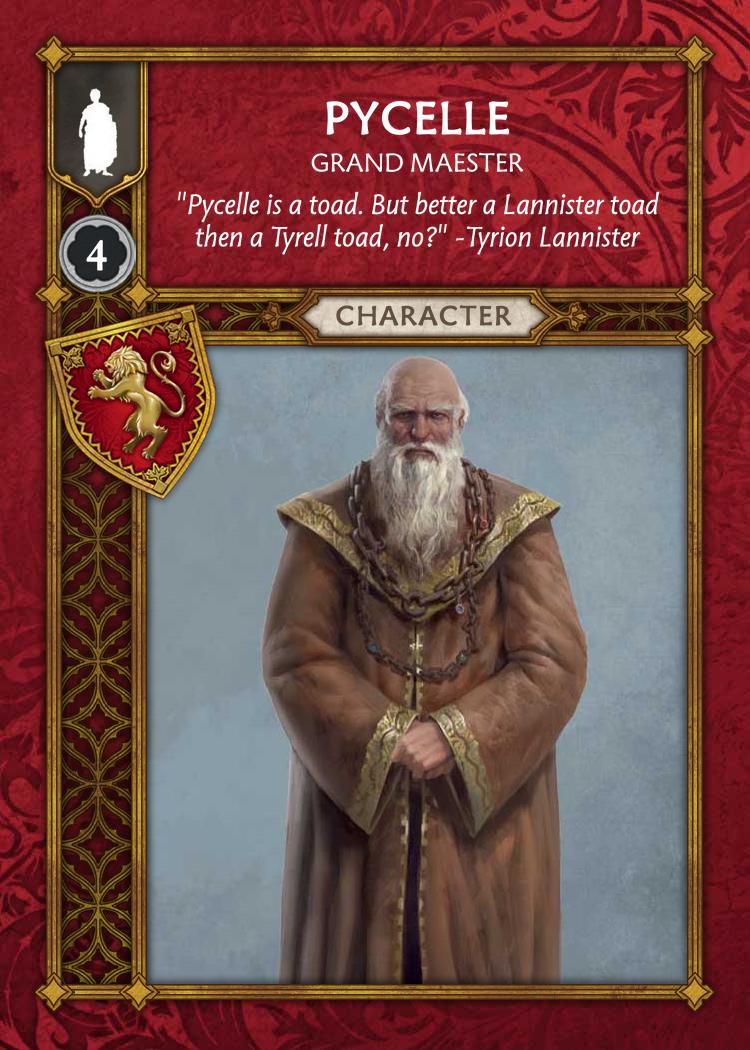 PYCELLE
GRAND MAESTER
"Pycelle is a toad. But better a Lannister toad
then a Tyrell toad, no?" -Tyrion Lannister
4
CHARACTER